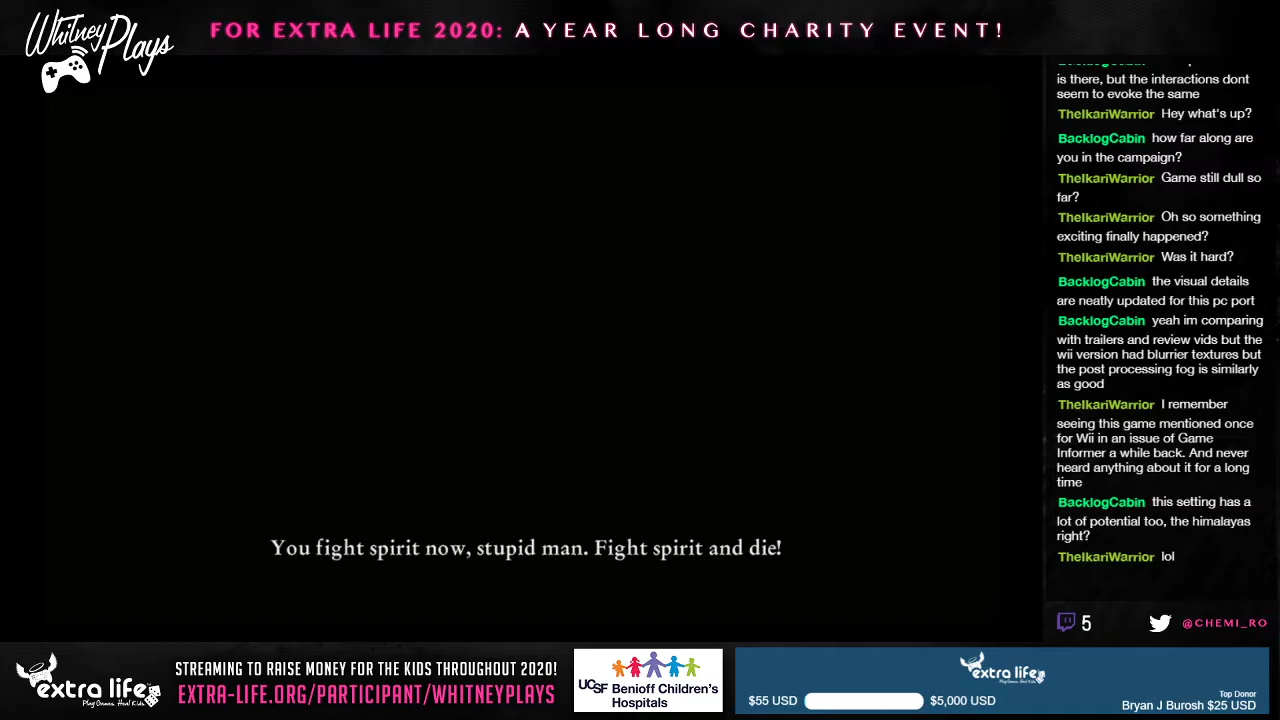 Whitney Plays
FOR EXTRA LIFE 2020: A YEAR LONG CHARITY EVENT!
is there, but the interactions dont
seem to evoke the same
TheIkariWarrior Hey what's up?
BacklogCabin how far along are
you in the campaign?
TheIkariWarrior Game still dull so
far?
TheIkariWarrior Oh so something
exciting finally happened?
TheIkariWarrior Was it hard?
BacklogCabin the visual details
are neatly updated for this pc port
BacklogCabin yeah im comparing
with trailers and review vids but the
wii version had blurrier textures but
the post processing fog is similarly
as good
TheIkariWarrior I remember
seeing this game mentioned once
for Wii in an issue of Game
Informer a while back. And never
heard anything about it for a long
time
BacklogCabin this setting has a
lot of potential too, the himalayas
right?
TheIkariWarrior lol
You fight spirit now, stupid man. Fight spirit and die!
5
@CHEMI_RO
extra life
Play Games. Heal Kids.
STREAMING TO RAISE MONEY FOR THE KIDS THROUGHOUT 2020!
EXTRA-LIFE.ORG/PARTICIPANT/WHITNEYPLAYS
UCSF Benioff Children's
Hospitals
extra life
Play Games. Heal Kids.
$55 USD
$5,000 USD
Top Donor
Bryan J Burosh $25 USD